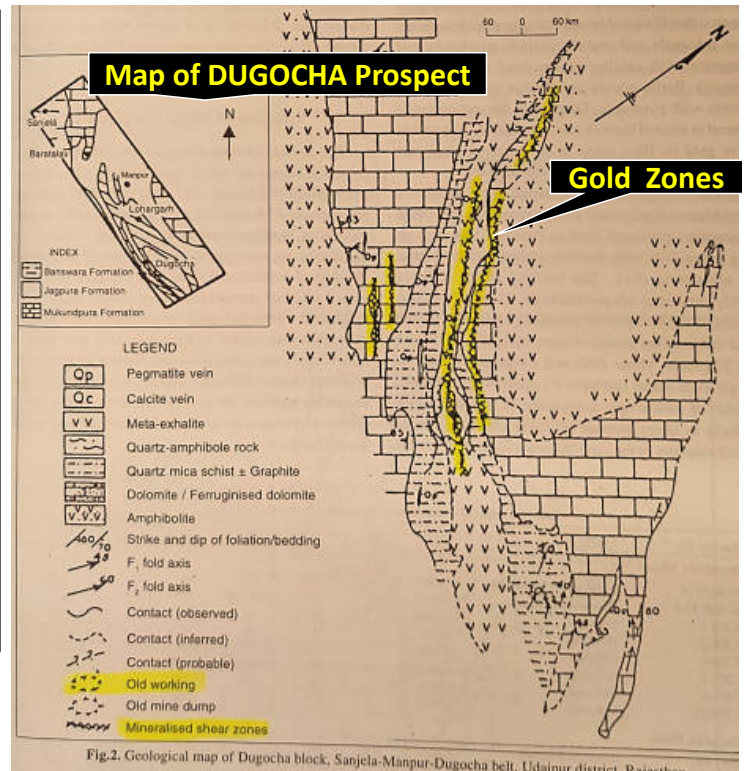 60 0 60 km
N
Map of DUGOCHA Prospect
N
Sanjela
Baratalav
Manpur
Lohargarh
Dugocha
Gold Zones
INDEX
Banswara Formation
Jagpura Formation
Mukundpura Formation
LEGEND
Qp Pegmatite vein
Qc Calcite vein
v v Meta-exhalite
Quartz-amphibole rock
Quartz mica schist ± Graphite
Dolomite / Ferruginised dolomite
Amphibolite
Strike and dip of foliation/bedding
F₁ fold axis
F₂ fold axis
Contact (observed)
Contact (inferred)
Contact (probable)
Old working
Old mine dump
Mineralised shear zones
Fig.2. Geological map of Dugocha block, Sanjela-Manpur-Dugocha belt, Udaipur district, Rajasthan